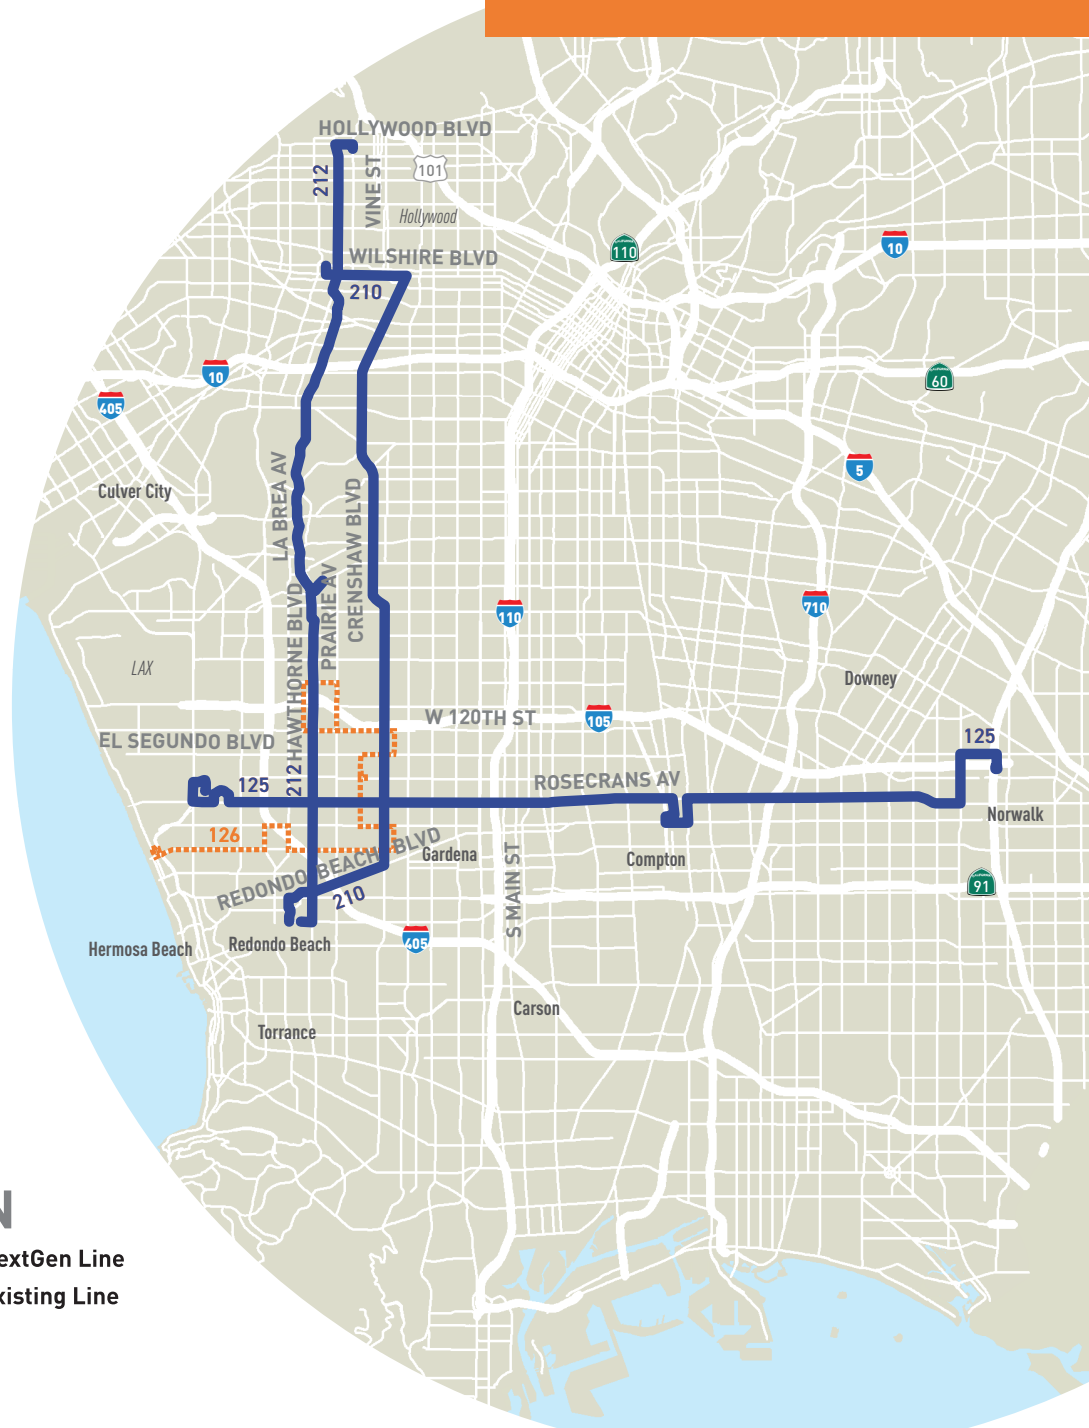 HOLLYWOOD BLVD
101
212
VINE ST
Hollywood
110
10
WILSHIRE BLVD
210
10
60
405
5
Culver City
LA BREA AV
CRENSHAW BLVD
PRAIRIE AV
HAWTHORNE BLVD
110
710
LAX
Downey
W 120TH ST
105
EL SEGUNDO BLVD
125
125
212
ROSECRANS AV
Norwalk
126
REDONDO BEACH BLVD
Gardena
Compton
S MAIN ST
91
210
Hermosa Beach
Redondo Beach
405
Carson
Torrance
N
extGen Line
xisting Line